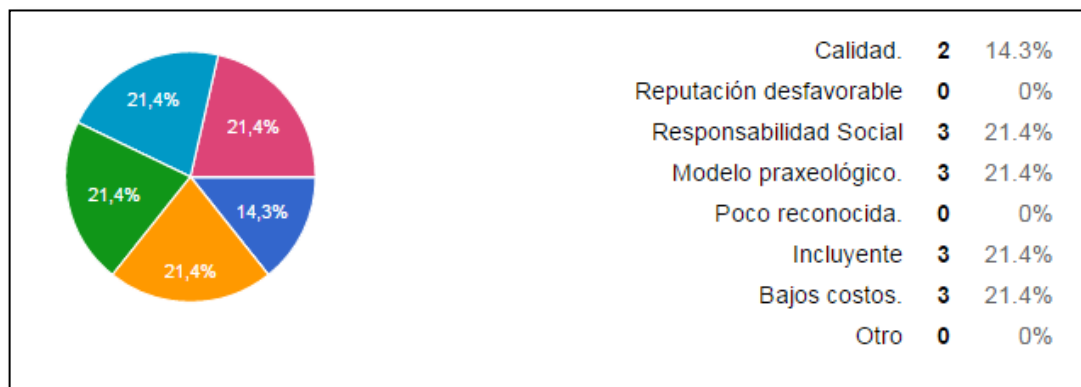 21,4%
21,4%
21,4%
14,3%
21,4%
Calidad. 2 14.3%
Reputación desfavorable 0 0%
Responsabilidad Social 3 21.4%
Modelo praxeológico. 3 21.4%
Poco reconocida. 0 0%
Incluyente 3 21.4%
Bajos costos. 3 21.4%
Otro 0 0%